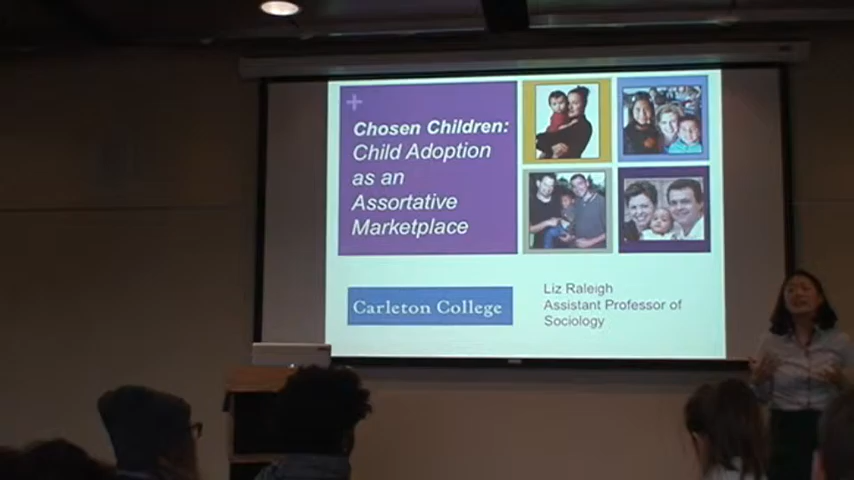 Chosen Children:
Child Adoption
as an
Assortative
Marketplace
Carleton College
Liz Raleigh
Assistant Professor of
Sociology